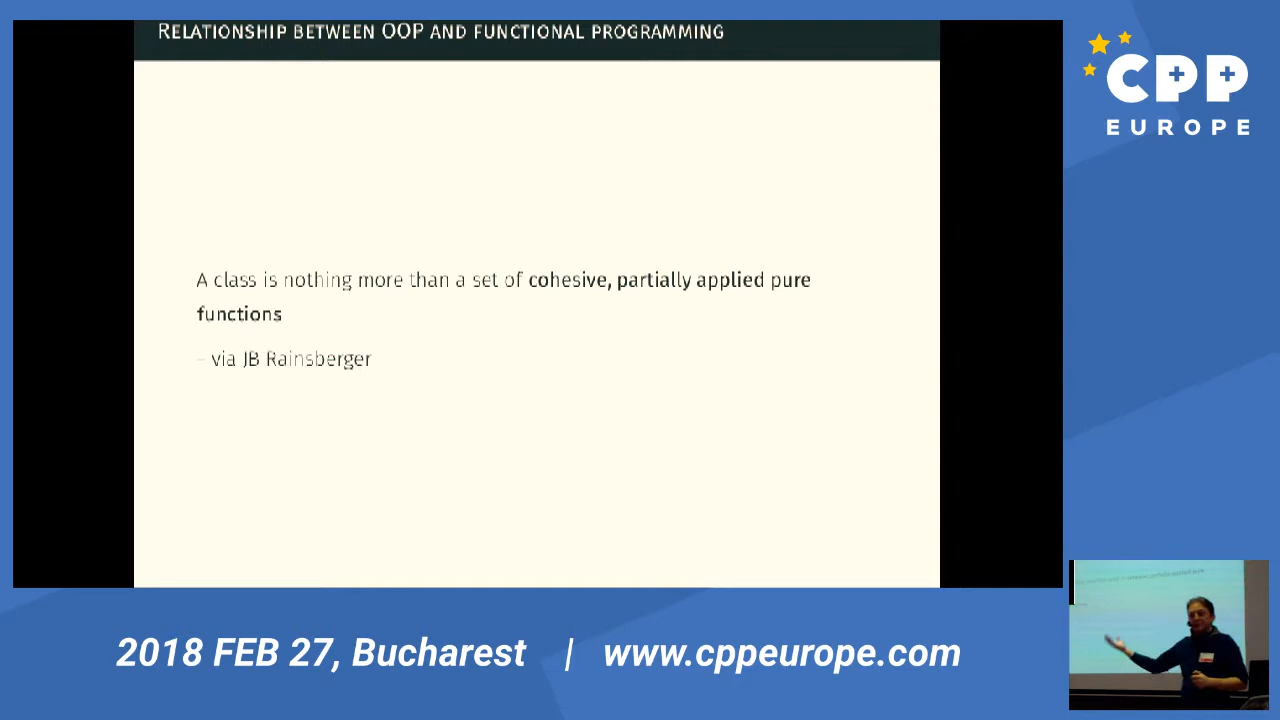 RELATIONSHIP BETWEEN OOP AND FUNCTIONAL PROGRAMMING
CPP
EUROPE
A class is nothing more than a set of cohesive, partially applied pure
functions
– via JB Rainsberger
2018 FEB 27, Bucharest | www.cppeurope.com